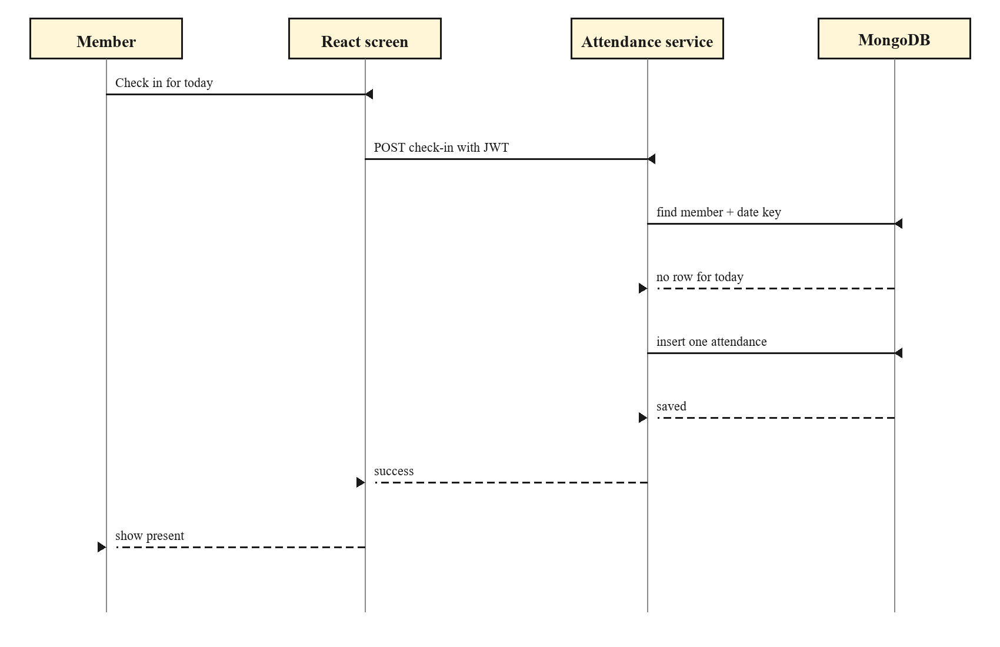 Member
React screen
Attendance service
MongoDB
Check in for today
POST check-in with JWT
find member + date key
no row for today
insert one attendance
saved
success
show present